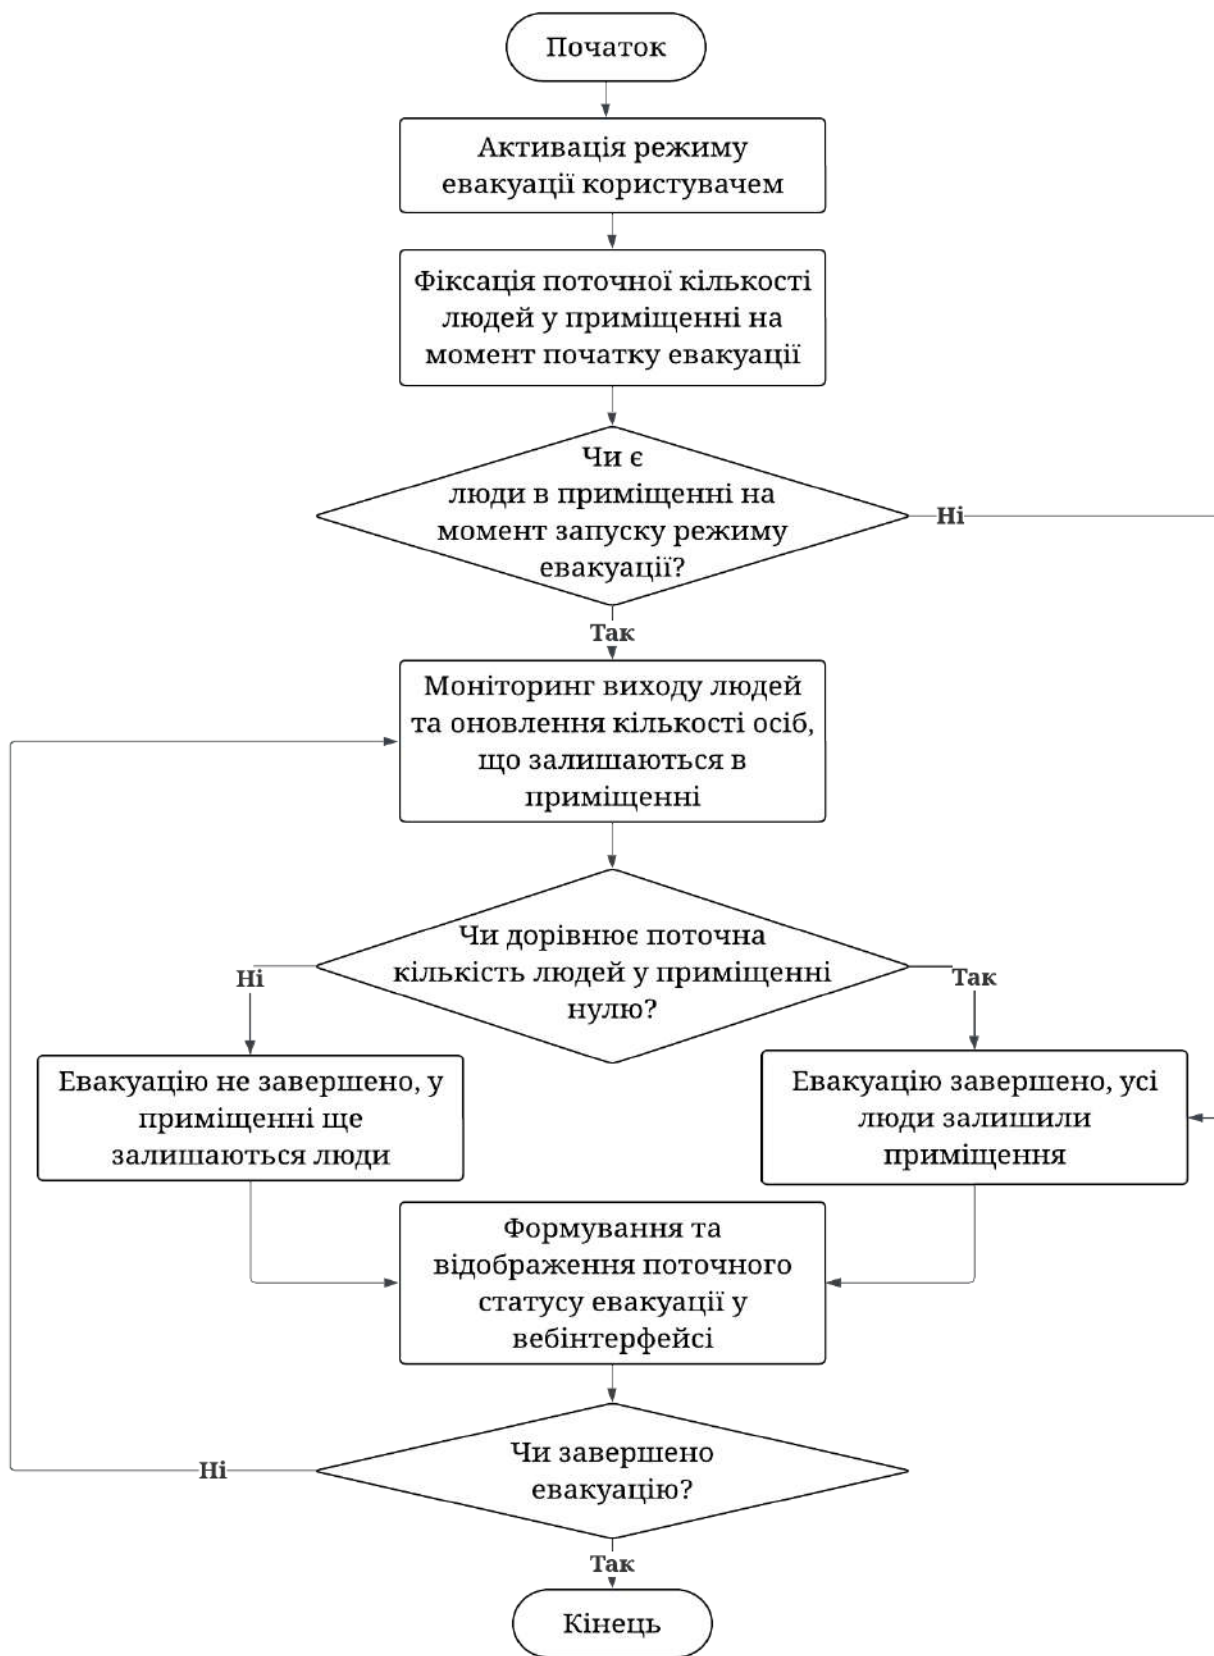 Початок
Активація режиму
евакуації користувачем
Фіксація поточної кількості
людей у приміщенні на
момент початку евакуації
Чи є
люди в приміщенні на
момент запуску режиму
евакуації?
Ні
Так
Моніторинг виходу людей
та оновлення кількості осіб,
що залишаються в
приміщенні
Чи дорівнює поточна
кількість людей у приміщенні
нулю?
Ні
Так
Евакуацію не завершено, у
приміщенні ще
залишаються люди
Евакуацію завершено, усі
люди залишили
приміщення
Формування та
відображення поточного
статусу евакуації у
вебінтерфейсі
Чи завершено
евакуацію?
Ні
Так
Кінець